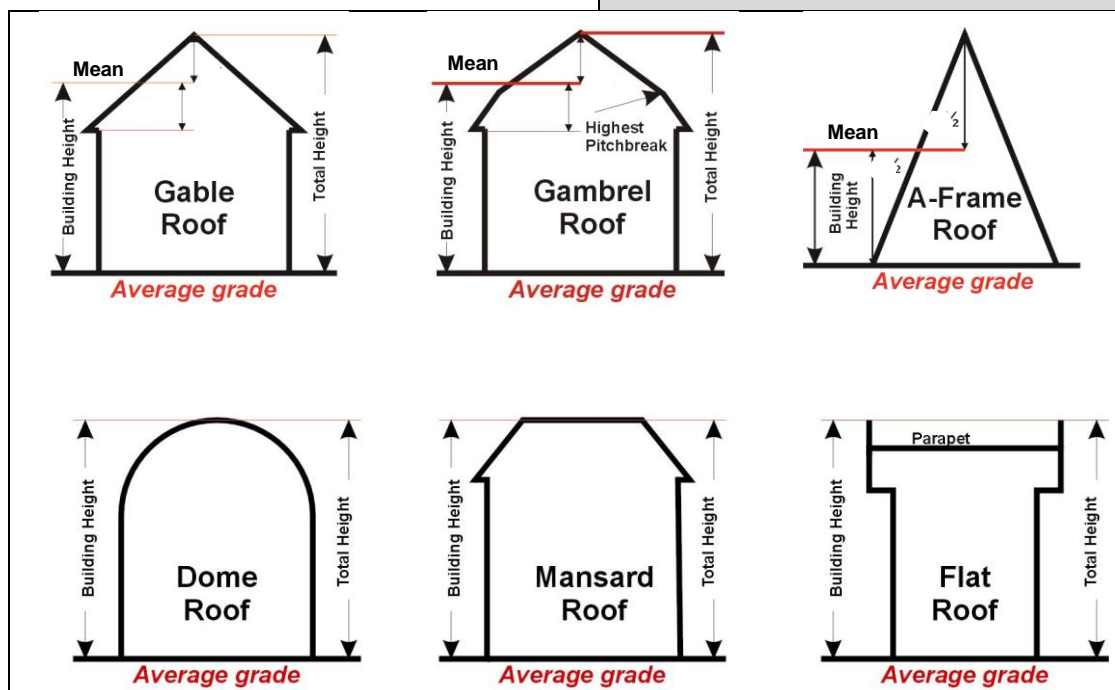 Mean
Building Height
Total Height
Gable
Roof
Average grade
Mean
Building Height
Total Height
Highest
Pitchbreak
Gambrel
Roof
Average grade
Mean
Building
Height
½
½
A-Frame
Roof
Average grade
Building Height
Total Height
Dome
Roof
Average grade
Building Height
Total Height
Mansard
Roof
Average grade
Parapet
Building Height
Total Height
Flat
Roof
Average grade